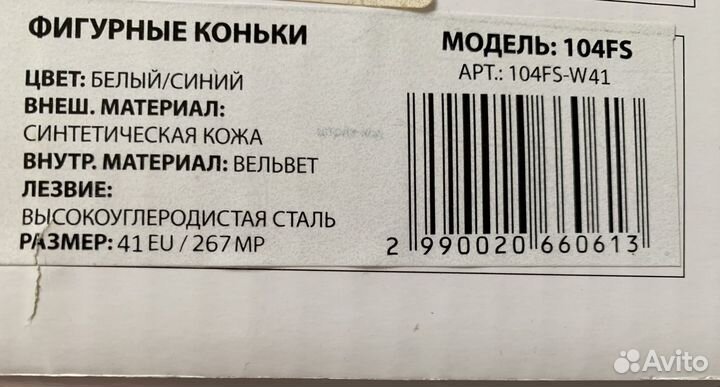 ФИГУРНЫЕ КОНЬКИ
ЦВЕТ: БЕЛЫЙ/СИНИЙ
ВНЕШ. МАТЕРИАЛ:
СИНТЕТИЧЕСКАЯ КОЖА
ВНУТР. МАТЕРИАЛ: ВЕЛЬВЕТ
ЛЕЗВИЕ:
ВЫСОКОУГЛЕРОДИСТАЯ СТАЛЬ
РАЗМЕР: 41 EU / 267 МР
МОДЕЛЬ: 104FS
АРТ.: 104FS-W41
2 990020 660613
Avito